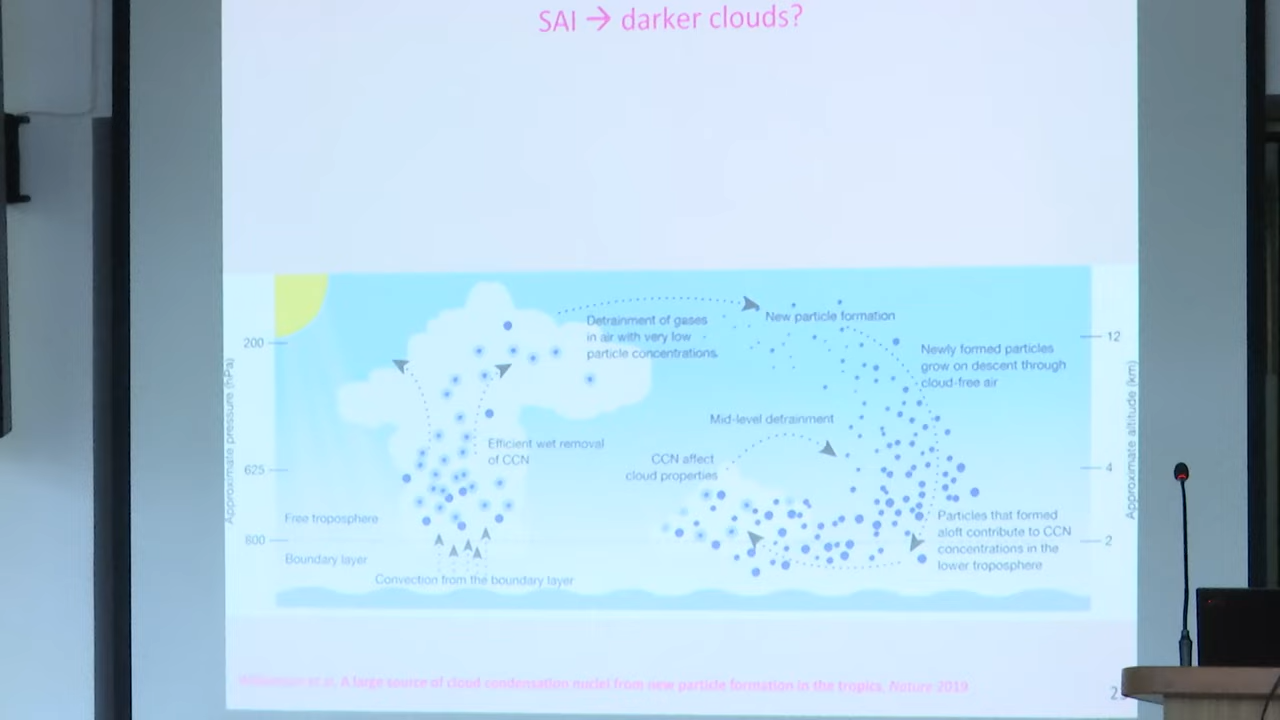 SAI → darker clouds?
Detrainment of gases
in air with very low
particle concentrations
New particle formation
200
12
Newly formed particles
grow on descent through
cloud-free air
Approximate pressure (hPa)
Approximate altitude (km)
Mid-level detrainment
Efficient wet removal
of CCN
CCN affect
cloud properties
625
4
Free troposphere
Particles that formed
aloft contribute to CCN
concentrations in the
lower troposphere
800
2
Boundary layer
Convection from the boundary layer
Williamson et al. A large source of cloud condensation nuclei from new particle formation in the tropics, Nature 2019